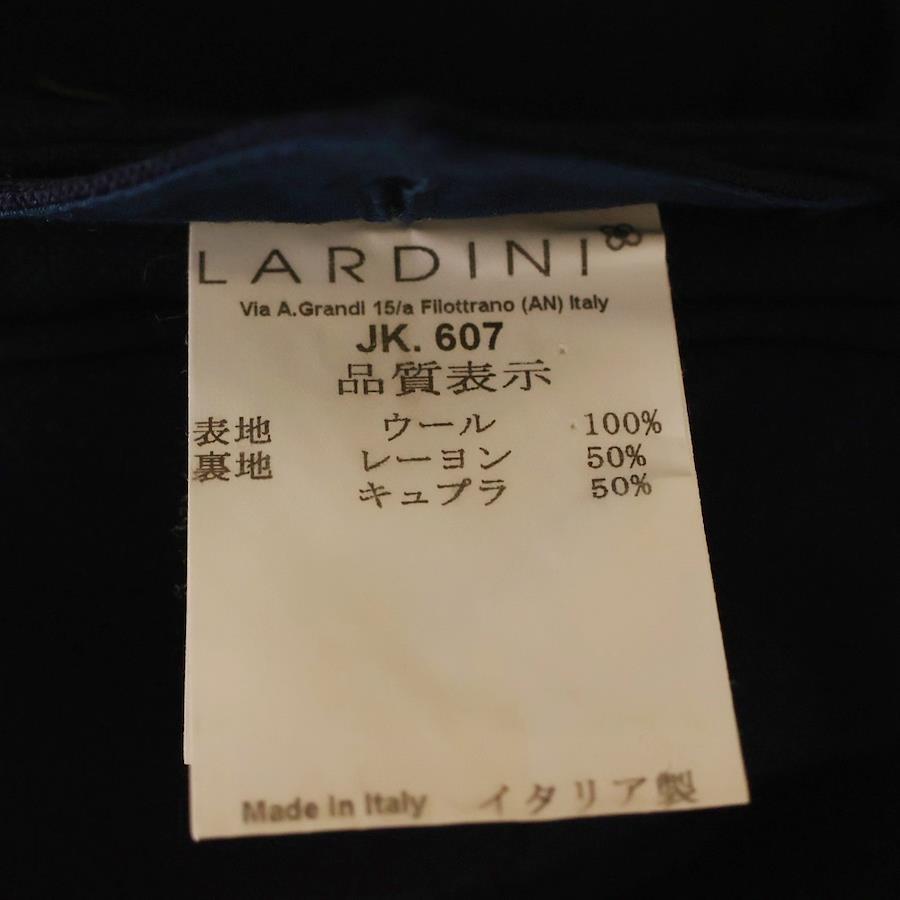 LARDINI
Via A.Grandi 15/a Filottrano (AN) Italy
JK. 607
品質表示
表地 ウール 100%
裏地 レーヨン 50%
キュプラ 50%
Made in Italy イタリア製